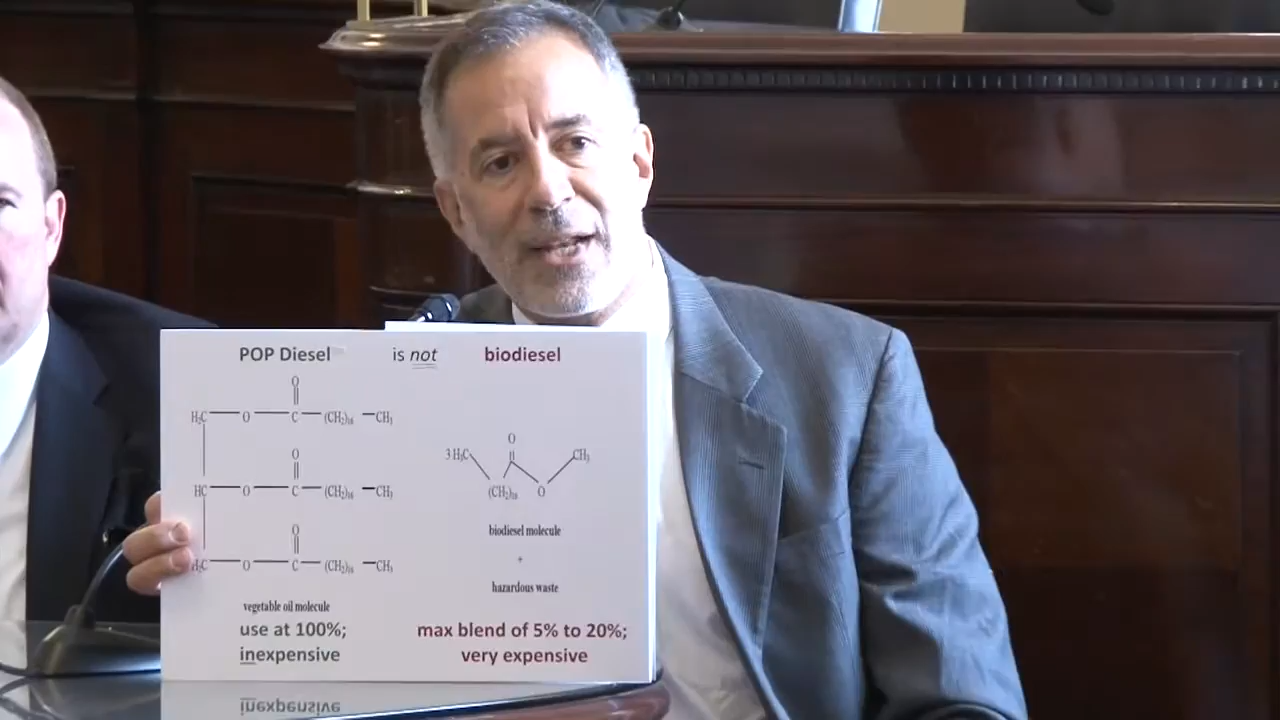 POP Diesel is not biodiesel
O
H₂C O C (CH₂)₁₆ CH₃
O
HC O C (CH₂)₁₆ CH₃
O
H₂C O C (CH₂)₁₆ CH₃
vegetable oil molecule
use at 100%;
inexpensive
O
3 H₃C CH₃
(CH₂)₁₆ O
biodiesel molecule
+
hazardous waste
max blend of 5% to 20%;
very expensive